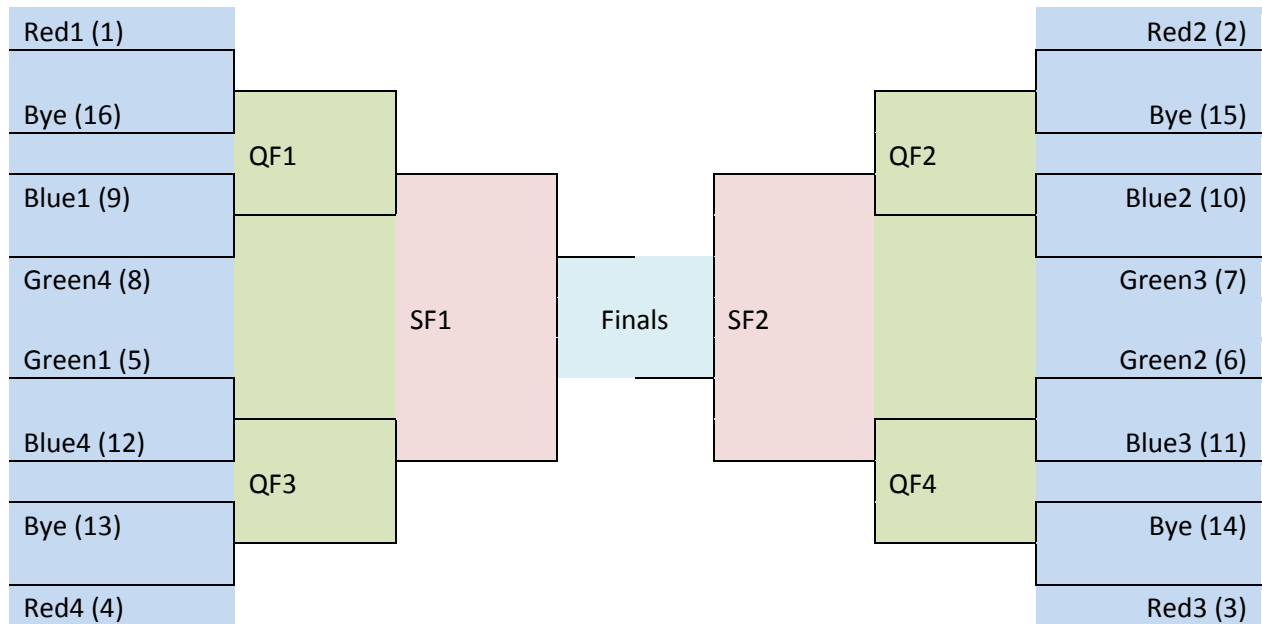 Red1 (1)
Bye (16)
QF1
Blue1 (9)
Green4 (8)
SF1
Green1 (5)
Blue4 (12)
QF3
Bye (13)
Red4 (4)
Finals
Red2 (2)
Bye (15)
QF2
Blue2 (10)
Green3 (7)
SF2
Green2 (6)
Blue3 (11)
QF4
Bye (14)
Red3 (3)